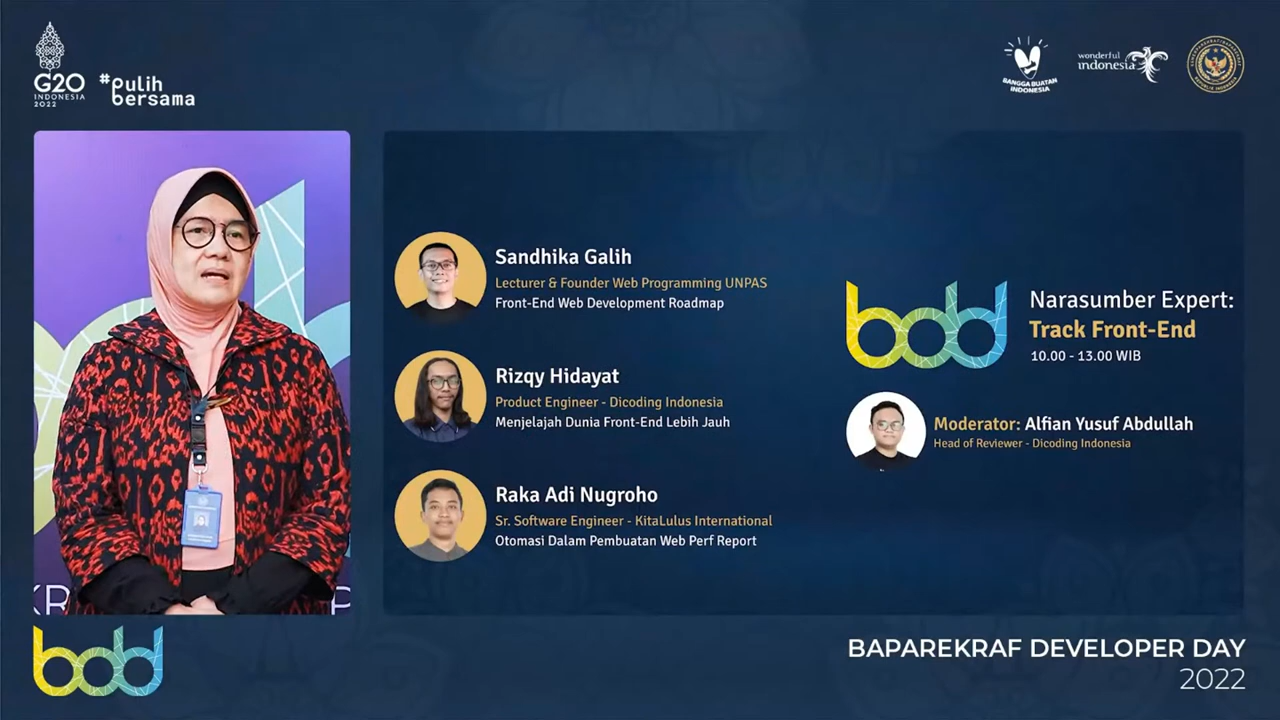 G20
INDONESIA
2022
#pulih
bersama
BANGGA BUATAN
INDONESIA
wonderful
indonesia
Sandhika Galih
Lecturer & Founder Web Programming UNPAS
Front-End Web Development Roadmap
Rizqy Hidayat
Product Engineer - Dicoding Indonesia
Menjelajah Dunia Front-End Lebih Jauh
Raka Adi Nugroho
Sr. Software Engineer - KitaLulus International
Otomasi Dalam Pembuatan Web Perf Report
bdd
Narasumber Expert:
Track Front-End
10.00 - 13.00 WIB
Moderator: Alfian Yusuf Abdullah
Head of Reviewer - Dicoding Indonesia
KR
P
bdd
BAPAREKRAF DEVELOPER DAY
2022